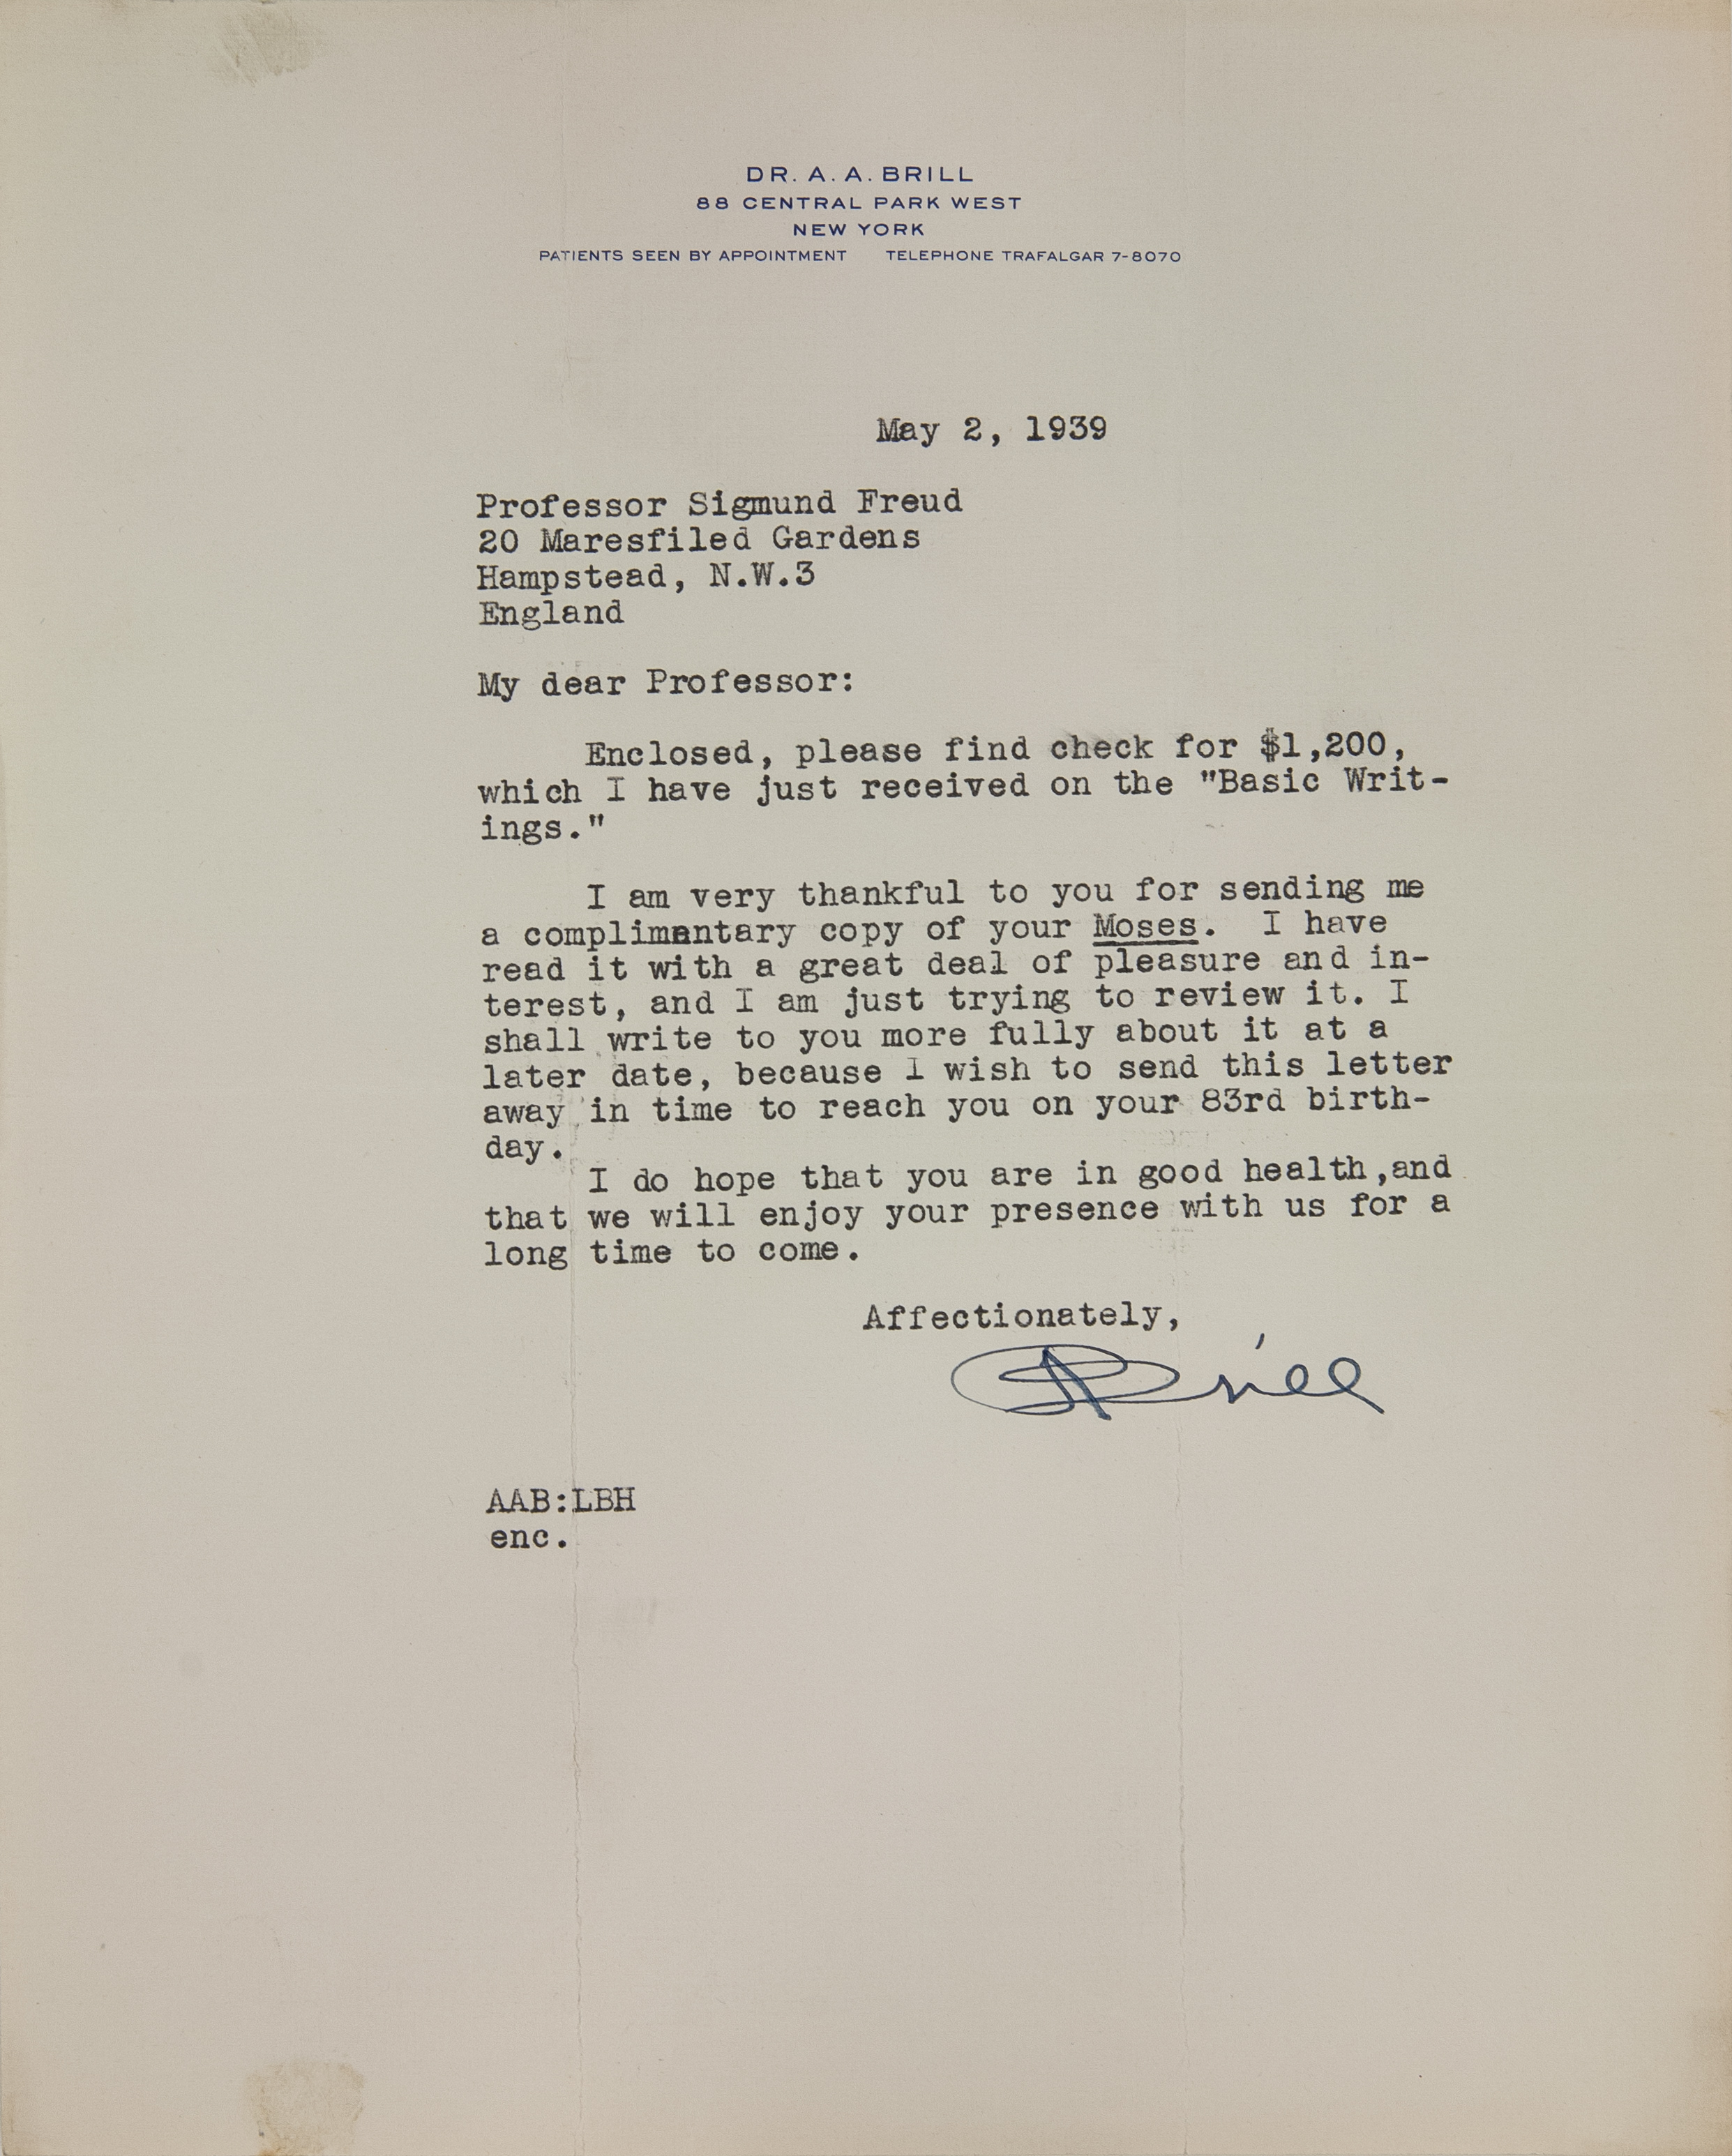 DR. A. A. BRILL
88 CENTRAL PARK WEST
NEW YORK
PATIENTS SEEN BY APPOINTMENT TELEPHONE TRAFALGAR 7-8070
May 2, 1939
Professor Sigmund Freud
20 Maresfiled Gardens
Hampstead, N.W.3
England
My dear Professor:
Enclosed, please find check for $1,200,
which I have just received on the "Basic Writ-
ings."
I am very thankful to you for sending me
a complimentary copy of your Moses. I have
read it with a great deal of pleasure and in-
terest, and I am just trying to review it. I
shall write to you more fully about it at a
later date, because I wish to send this letter
away in time to reach you on your 83rd birth-
day.
I do hope that you are in good health,and
that we will enjoy your presence with us for a
long time to come.
Affectionately,
Brill
AAB:LBH
enc.